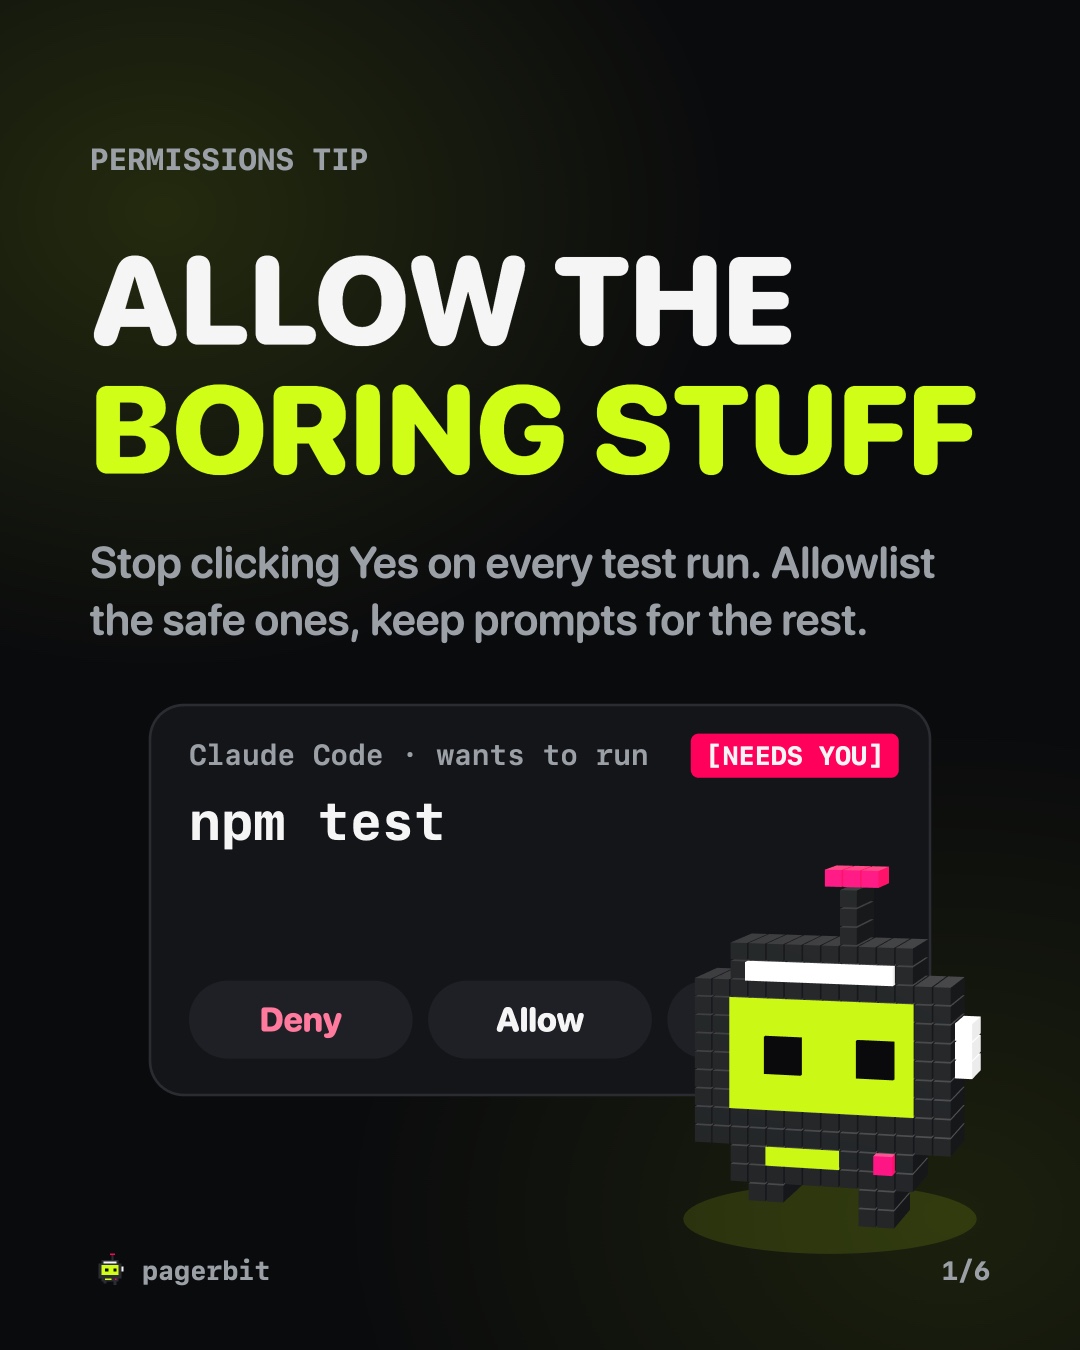 PERMISSIONS TIP
ALLOW THE
BORING STUFF
Stop clicking Yes on every test run. Allowlist
the safe ones, keep prompts for the rest.
Claude Code · wants to run [NEEDS YOU]
npm test
Deny Allow
pagerbit 1/6